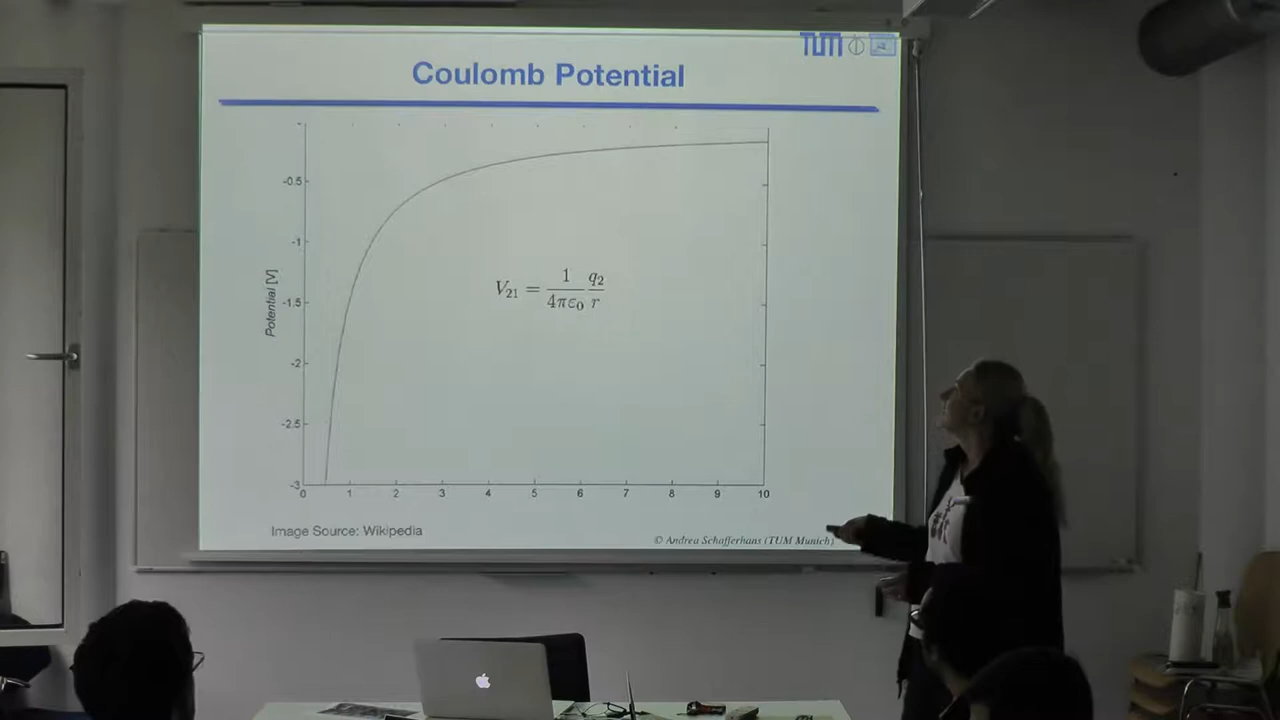 TUM
Coulomb Potential
-0.5
-1
-1.5
-2
-2.5
-3
Potential [V]
V₂₁ = 1/(4πε₀) q₂/r
0 1 2 3 4 5 6 7 8 9 10
Image Source: Wikipedia
© Andrea Schafferhans (TUM Munich)